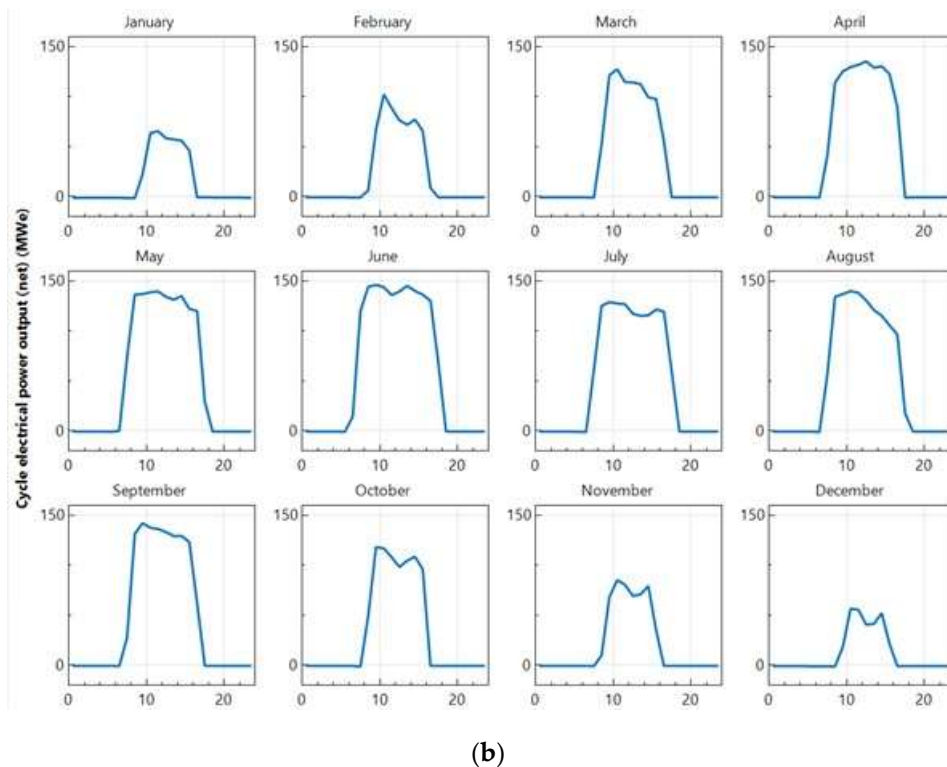 January February March April
150 150 150 150
0 0 0 0
0 10 20 0 10 20 0 10 20 0 10 20
Cycle electrical power output (net) (MWe)
May June July August
150 150 150 150
0 0 0 0
0 10 20 0 10 20 0 10 20 0 10 20
September October November December
150 150 150 150
0 0 0 0
0 10 20 0 10 20 0 10 20 0 10 20
(b)